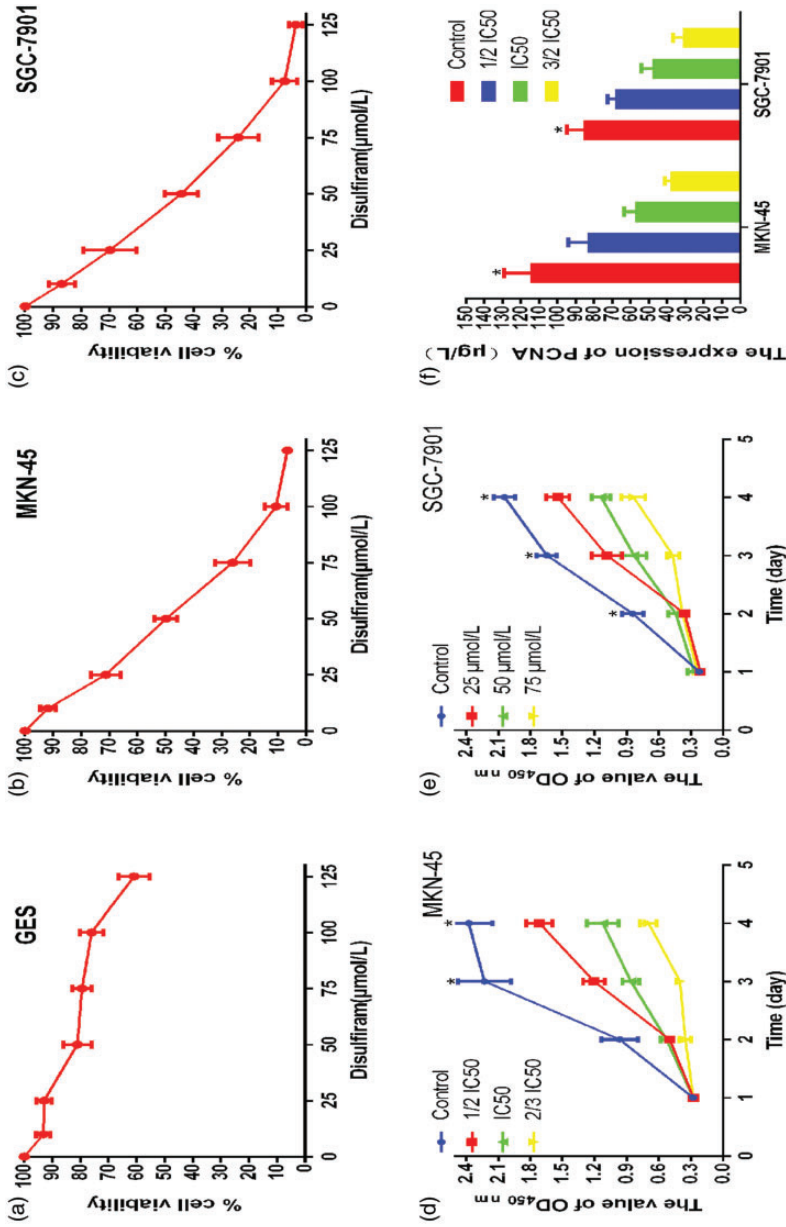 (a)
GES
% cell viability
100
90
80
70
60
50
40
30
20
10
0
0 25 50 75 100 125
Disulfiram(μmol/L)
(b)
MKN-45
% cell viability
100
90
80
70
60
50
40
30
20
10
0
0 25 50 75 100 125
Disulfiram(μmol/L)
(c)
SGC-7901
% cell viability
100
90
80
70
60
50
40
30
20
10
0
0 25 50 75 100 125
Disulfiram(μmol/L)
(d)
MKN-45
The value of OD450 nm
2.4
2.1
1.8
1.5
1.2
0.9
0.6
0.3
0.0
Control
1/2 IC50
IC50
2/3 IC50
* *
0 1 2 3 4 5
Time (day)
(e)
SGC-7901
The value of OD450 nm
2.4
2.1
1.8
1.5
1.2
0.9
0.6
0.3
0.0
Control
25 μmol/L
50 μmol/L
75 μmol/L
* * *
0 1 2 3 4 5
Time (day)
(f)
The expression of PCNA (μg/L)
150
140
130
120
110
100
90
80
70
60
50
40
30
20
10
0
Control
1/2 IC50
IC50
3/2 IC50
* *
MKN-45 SGC-7901